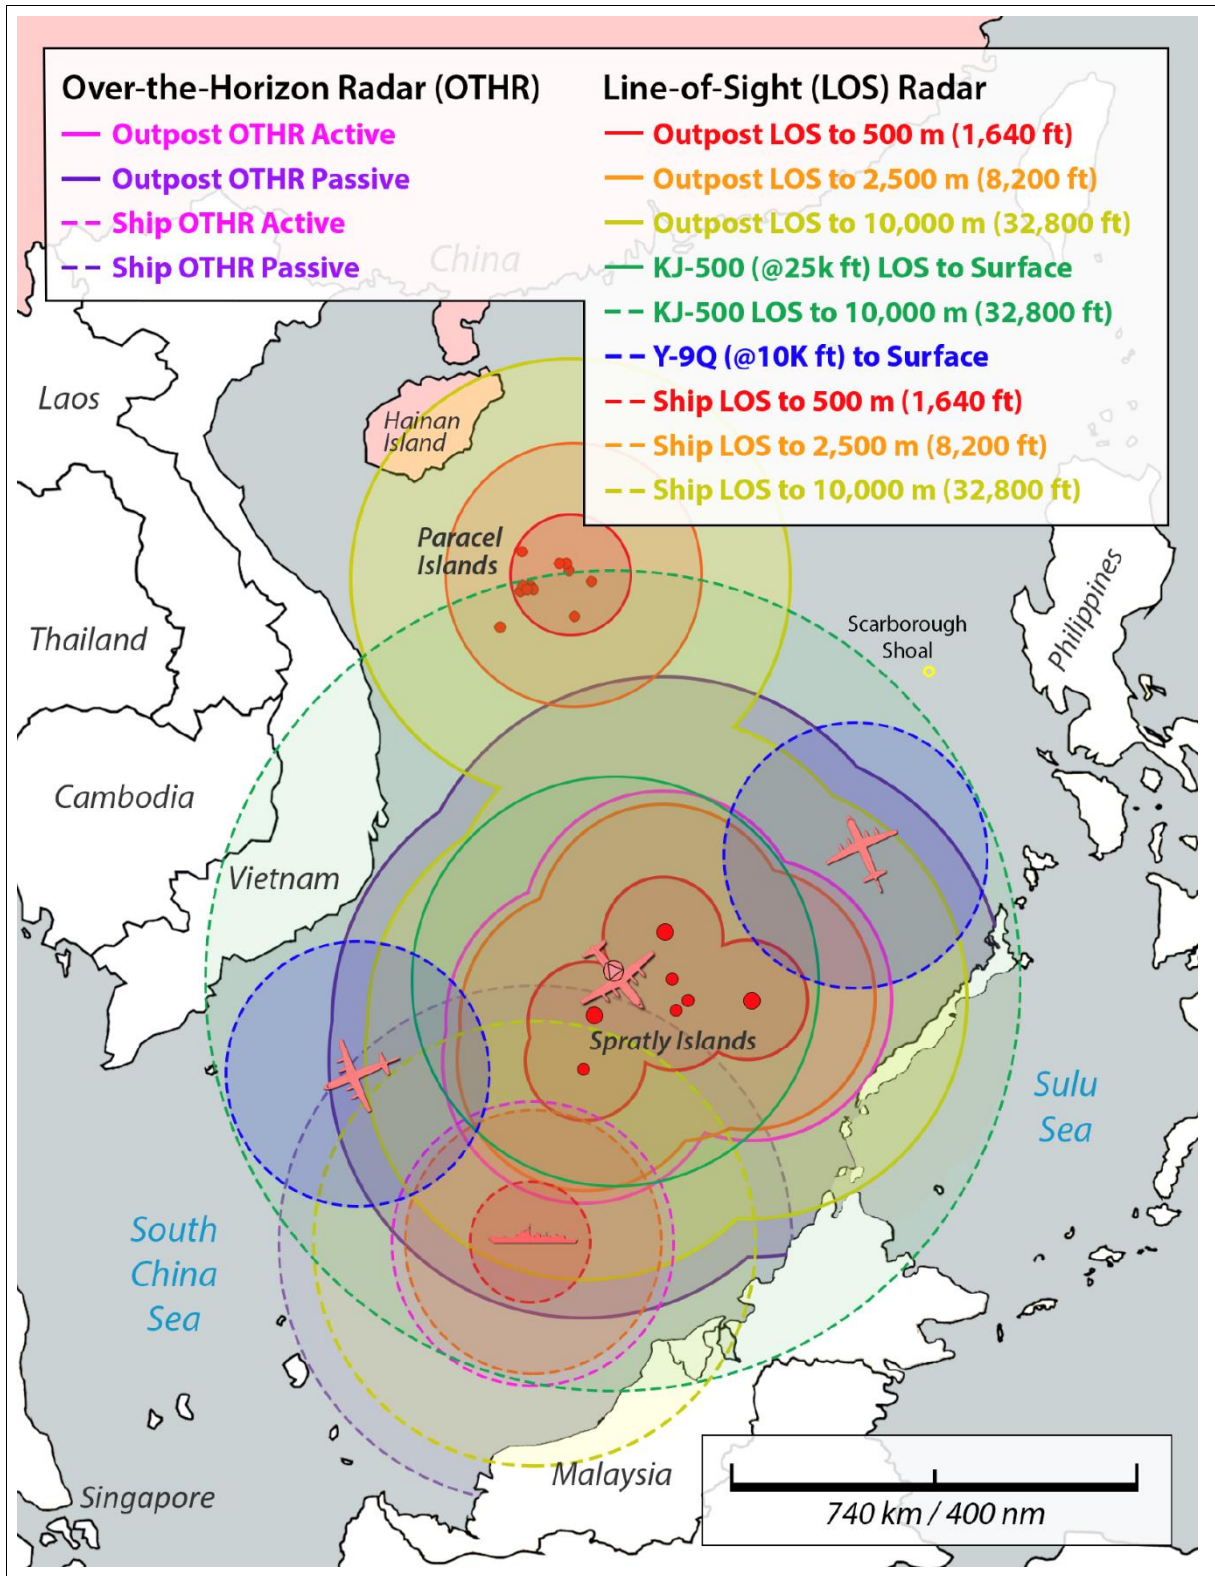 Over-the-Horizon Radar (OTHR)
Outpost OTHR Active
Outpost OTHR Passive
Ship OTHR Active
Ship OTHR Passive
Line-of-Sight (LOS) Radar
Outpost LOS to 500 m (1,640 ft)
Outpost LOS to 2,500 m (8,200 ft)
Outpost LOS to 10,000 m (32,800 ft)
KJ-500 (@25k ft) LOS to Surface
KJ-500 LOS to 10,000 m (32,800 ft)
Y-9Q (@10K ft) to Surface
Ship LOS to 500 m (1,640 ft)
Ship LOS to 2,500 m (8,200 ft)
Ship LOS to 10,000 m (32,800 ft)
China
Laos
Hainan
Island
Paracel
Islands
Thailand
Scarborough
Shoal
Philippines
Cambodia
Vietnam
Spratly Islands
Sulu
Sea
South
China
Sea
Malaysia
Singapore
740 km / 400 nm